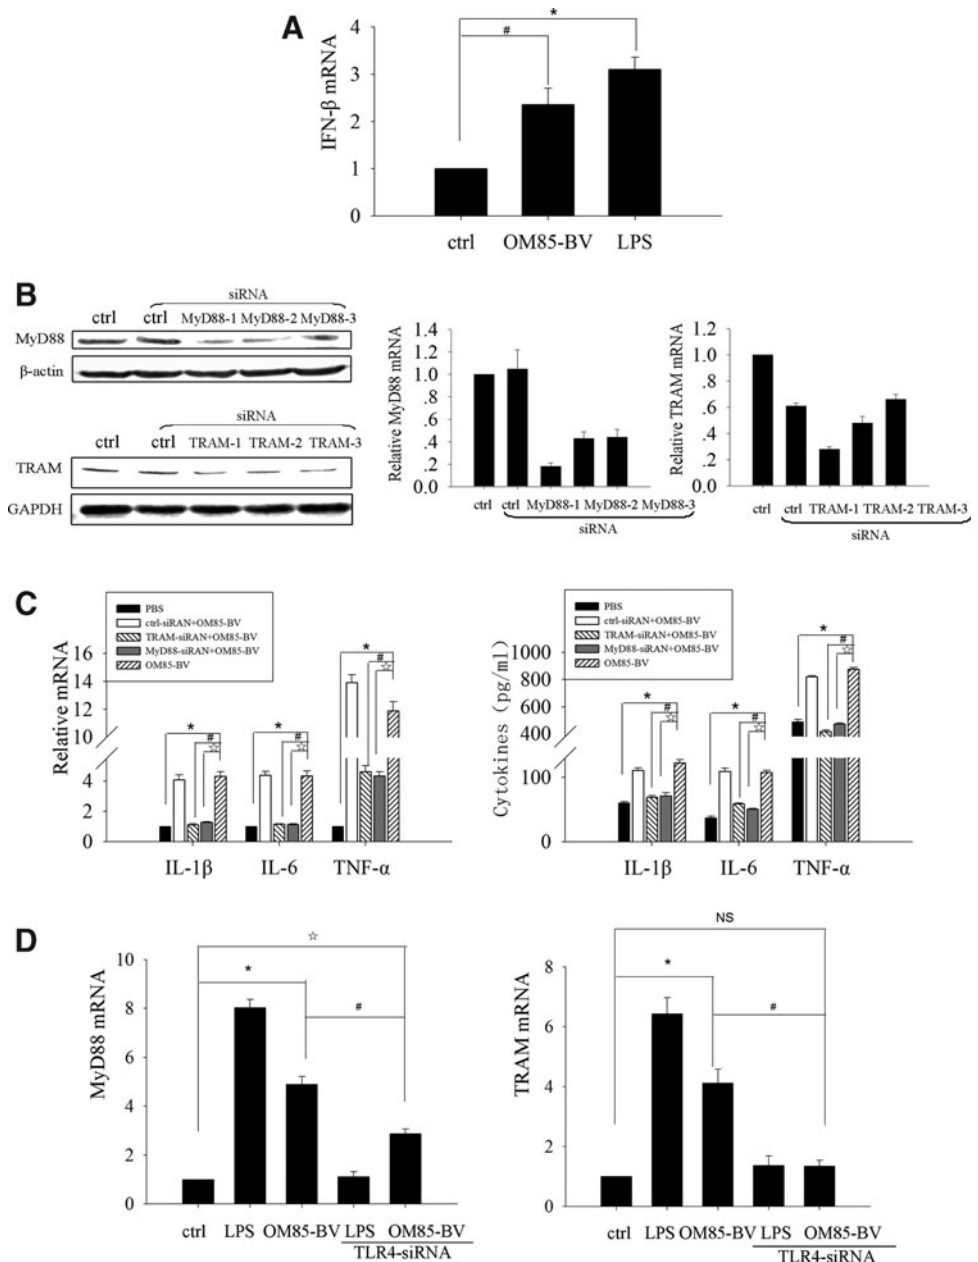 A
IFN-β mRNA
4
3
2
1
0
*
#
ctrl OM85-BV LPS
B
siRNA
ctrl ctrl MyD88-1 MyD88-2 MyD88-3
MyD88
β-actin
siRNA
ctrl ctrl TRAM-1 TRAM-2 TRAM-3
TRAM
GAPDH
Relative MyD88 mRNA
1.4
1.2
1.0
.8
.6
.4
.2
0.0
ctrl ctrl MyD88-1 MyD88-2 MyD88-3
siRNA
Relative TRAM mRNA
1.2
1.0
.8
.6
.4
.2
0.0
ctrl ctrl TRAM-1 TRAM-2 TRAM-3
siRNA
C
PBS
ctrl-siRAN+OM85-BV
TRAM-siRAN+OM85-BV
MyD88-siRAN+OM85-BV
OM85-BV
Relative mRNA
16
14
12
10
4
2
0
* # ☆
* # ☆
* # ☆
IL-1β IL-6 TNF-α
PBS
ctrl-siRAN+OM85-BV
TRAM-siRAN+OM85-BV
MyD88-siRAN+OM85-BV
OM85-BV
Cytokines (pg/ml)
1000
800
600
400
100
0
* # ☆
* # ☆
* # ☆
IL-1β IL-6 TNF-α
D
MyD88 mRNA
10
8
6
4
2
0
☆
*
#
ctrl LPS OM85-BV LPS OM85-BV
TLR4-siRNA
TRAM mRNA
8
6
4
2
0
NS
*
#
ctrl LPS OM85-BV LPS OM85-BV
TLR4-siRNA